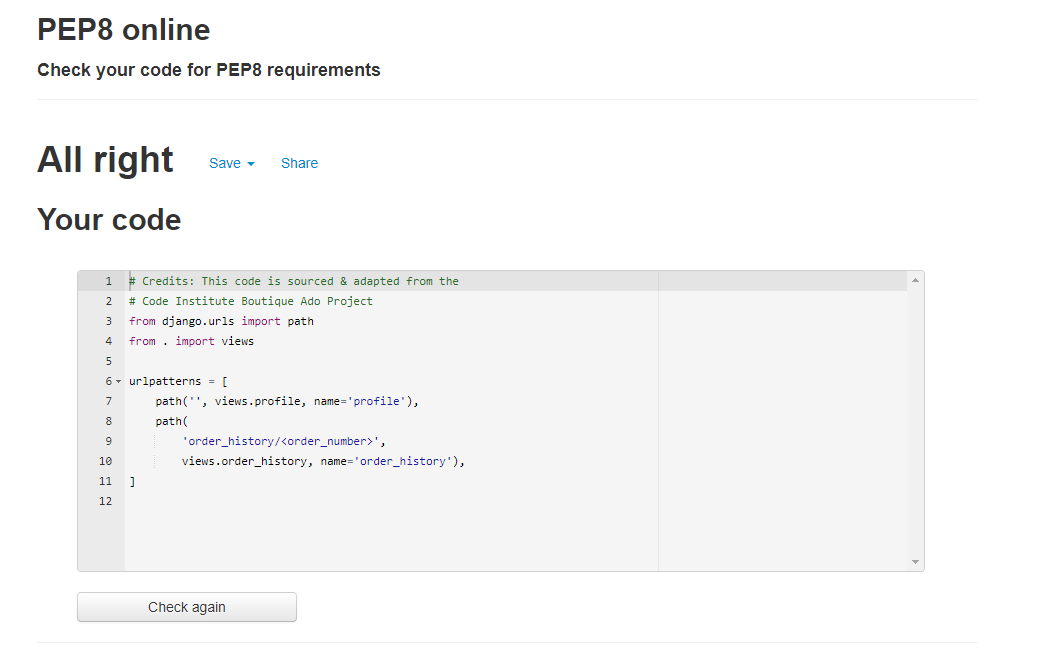 PEP8 online
Check your code for PEP8 requirements
All right Save Share
Your code
1 # Credits: This code is sourced & adapted from the
2 # Code Institute Boutique Ado Project
3 from django.urls import path
4 from . import views
5
6 urlpatterns = [
7     path('', views.profile, name='profile'),
8     path(
9         'order_history/<order_number>',
10         views.order_history, name='order_history'),
11 ]
12
Check again